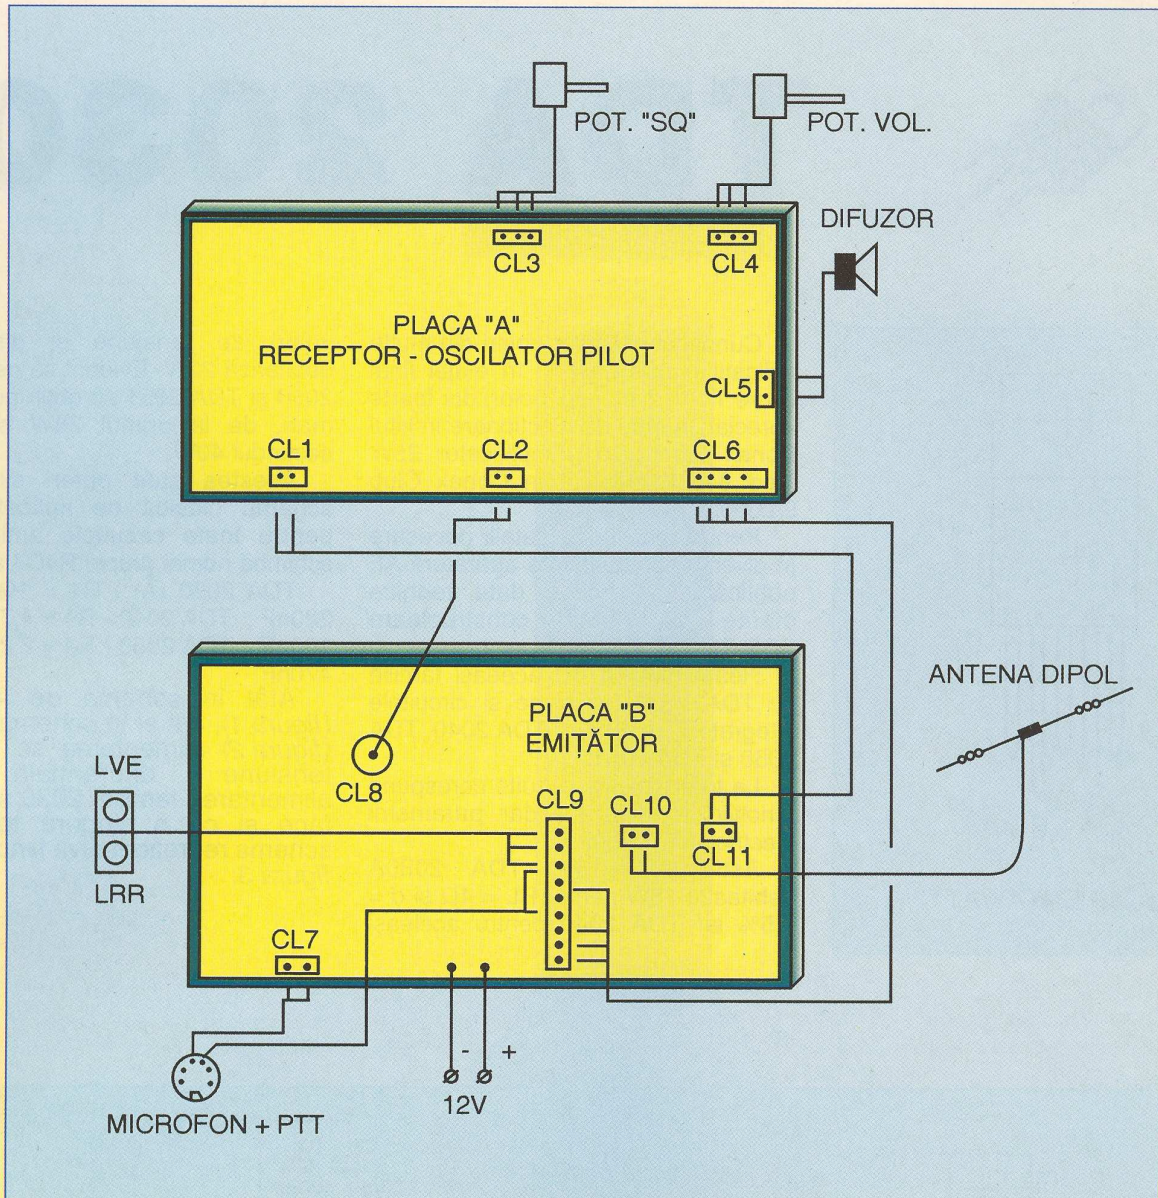 POT. "SQ"
POT. VOL.
DIFUZOR
CL3
CL4
PLACA "A"
RECEPTOR - OSCILATOR PILOT
CL5
CL1
CL2
CL6
ANTENA DIPOL
PLACA "B"
EMIȚĂTOR
LVE
CL8
CL9
CL10
CL11
LRR
CL7
-
+
12V
MICROFON + PTT